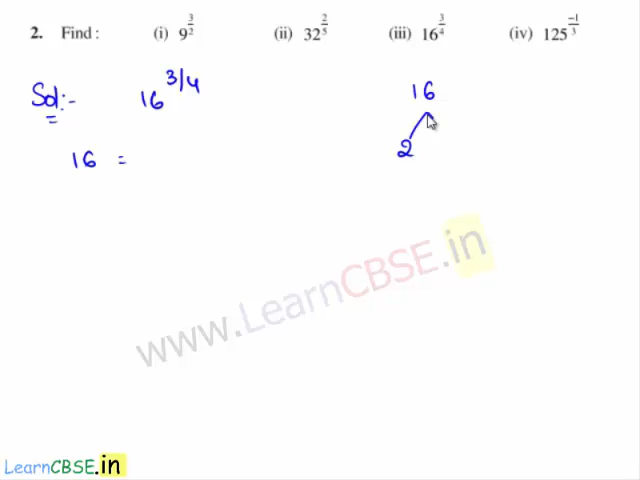 2. Find : (i) 9^{3/2} (ii) 32^{2/5} (iii) 16^{3/4} (iv) 125^{-1/3}
Sol:- 16^{3/4} 16
16 = 2
www.LearnCBSE.in
LearnCBSE.in